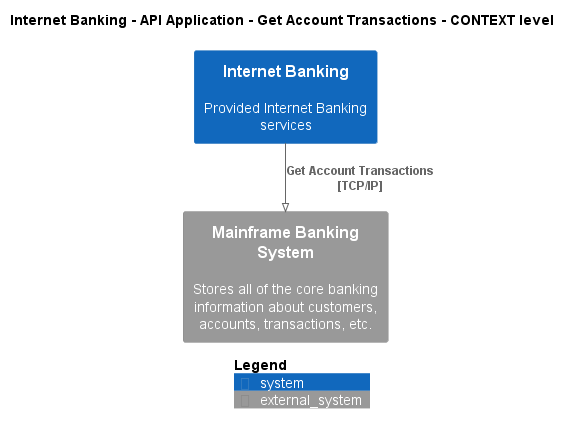 Internet Banking - API Application - Get Account Transactions - CONTEXT level
Internet Banking
Provided Internet Banking
services
Get Account Transactions
[TCP/IP]
Mainframe Banking
System
Stores all of the core banking
information about customers,
accounts, transactions, etc.
Legend
system
external_system